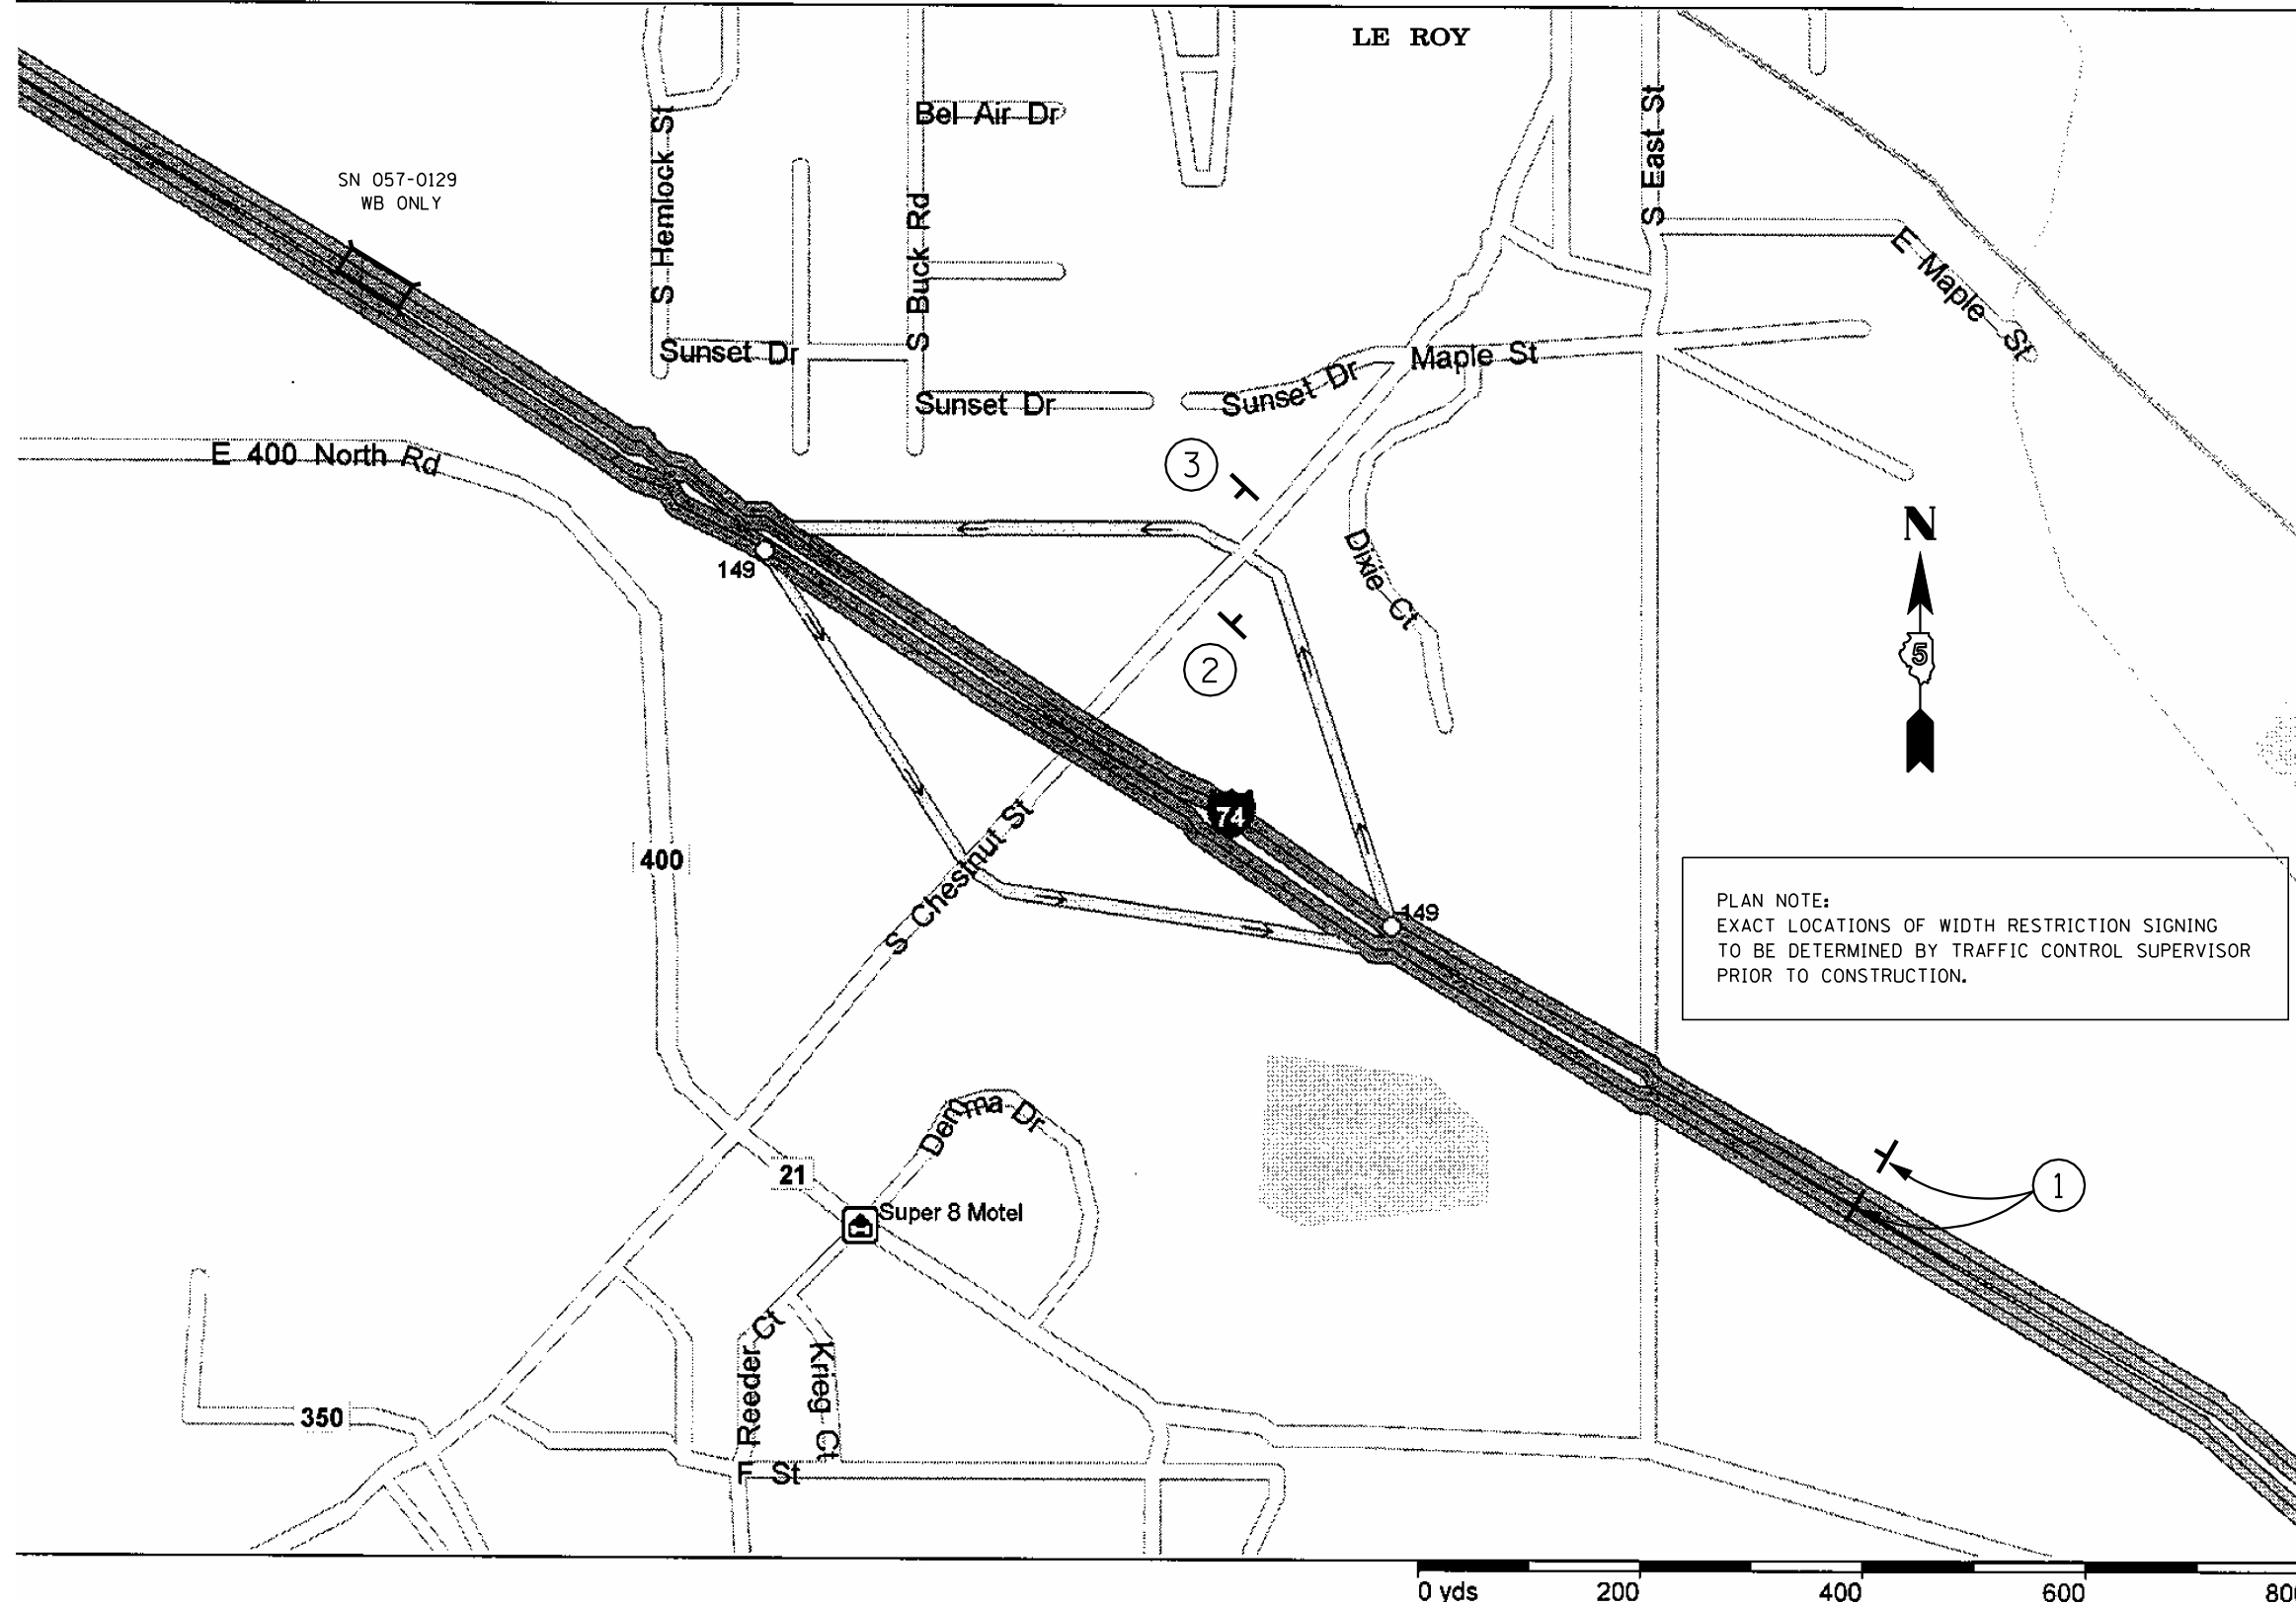 LE ROY
Bel Air Dr
S East St
S Hemlock St
SN 057-0129
WB ONLY
S Buck Rd
E Maple St
Sunset Dr
Maple St
Sunset Dr
Sunset Dr
E 400 North Rd
3
N
149
Dixie Ct
5
2
74
S Chestnut St
400
149
PLAN NOTE:
EXACT LOCATIONS OF WIDTH RESTRICTION SIGNING
TO BE DETERMINED BY TRAFFIC CONTROL SUPERVISOR
PRIOR TO CONSTRUCTION.
Dr
21
1
Super 8 Motel
Reeder Ct
Krieg Ct
350
F St
0 yds
200
400
600